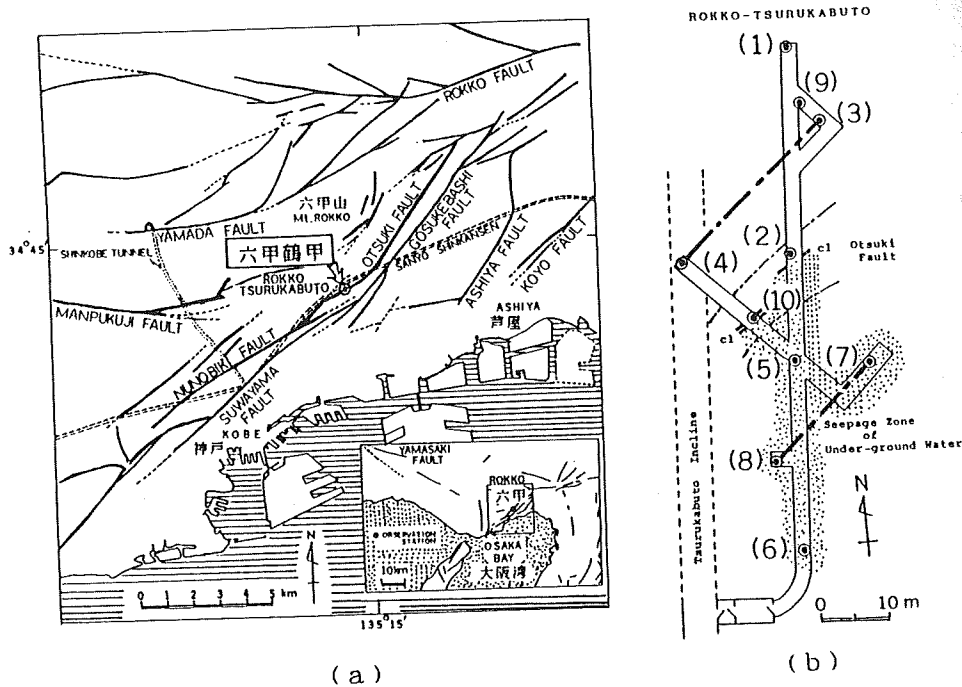 ROKKO FAULT
六甲山
Mt. ROKKO
OTSUKI FAULT
GOSUKEBASHI
FAULT
SANYO SHINKANSEN
34°45'
SHINKOBE TUNNEL
YAMADA FAULT
六甲鶴甲
ROKKO
TSURUKABUTO
ASHIYA FAULT
KOYO FAULT
MANPUKUJI FAULT
ASHIYA
芦屋
NUNOBIKI FAULT
SUWAYAMA
FAULT
KOBE
神戸
YAMASAKI
FAULT
ROKKO
六甲
OBSERVATION
STATION
OSAKA
BAY
大阪湾
10km
N
0 1 2 3 4 5 km
135°15'
(a)
ROKKO-TSURUKABUTO
(1)
(9)
(3)
(2)
cl
Otsuki
Fault
(4)
(10)
cl
(5)
(7)
Seepage Zone
of
Under-ground Water
(8)
Tsurukabuto Incline
N
(6)
0 10 m
(b)